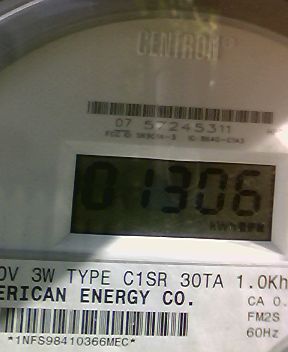 CENTRON®
07 57245311
01306
0V 3W TYPE C1SR 30TA 1.0Kh
ERICAN ENERGY CO.
CA 0.
FM2S
60Hz
*1NFS98410366MEC*